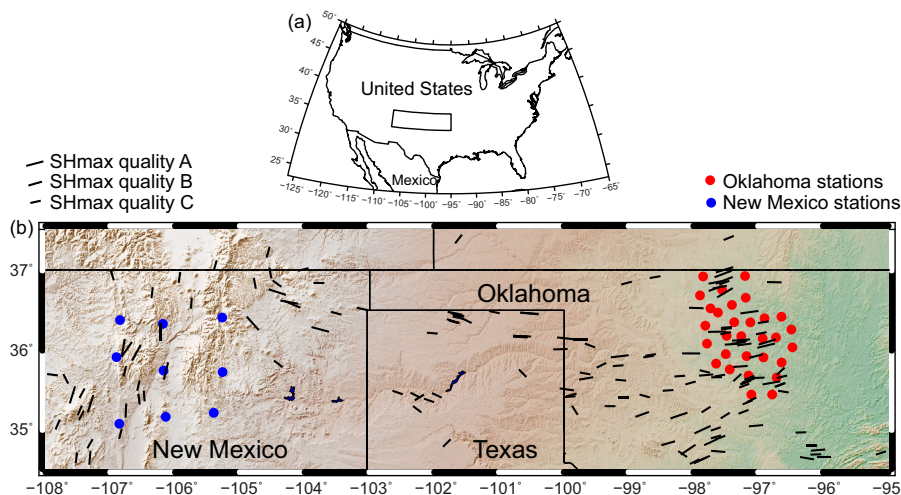 (a)
50°
45°
40°
35°
30°
25°
United States
Mexico
−125°
−115°
−105°
−100°
−95°
−90°
−85°
−80°
−75°
−70°
−65°
SHmax quality A
SHmax quality B
SHmax quality C
Oklahoma stations
New Mexico stations
(b)
37°
36°
35°
Oklahoma
New Mexico
Texas
−108 −107 −106 −105 −104 −103 −102 −101 −100 −99 −98 −97 −96 −95